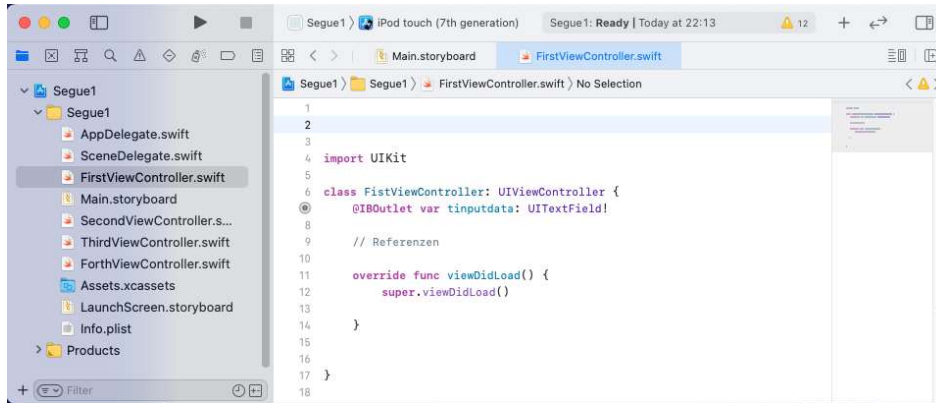 Segue1 iPod touch (7th generation) Segue1: Ready | Today at 22:13 12
Main.storyboard FirstViewController.swift
Segue1 Segue1 FirstViewController.swift No Selection
Segue1
Segue1
AppDelegate.swift
SceneDelegate.swift
FirstViewController.swift
Main.storyboard
SecondViewController.s...
ThirdViewController.swift
ForthViewController.swift
Assets.xcassets
LaunchScreen.storyboard
Info.plist
Products
Filter
1
2
3
4 import UIKit
5
6 class FistViewController: UIViewController {
@IBOutlet var tinputdata: UITextField!
8
9 // Referenzen
10
11 override func viewDidLoad() {
12 super.viewDidLoad()
13
14 }
15
16
17 }
18